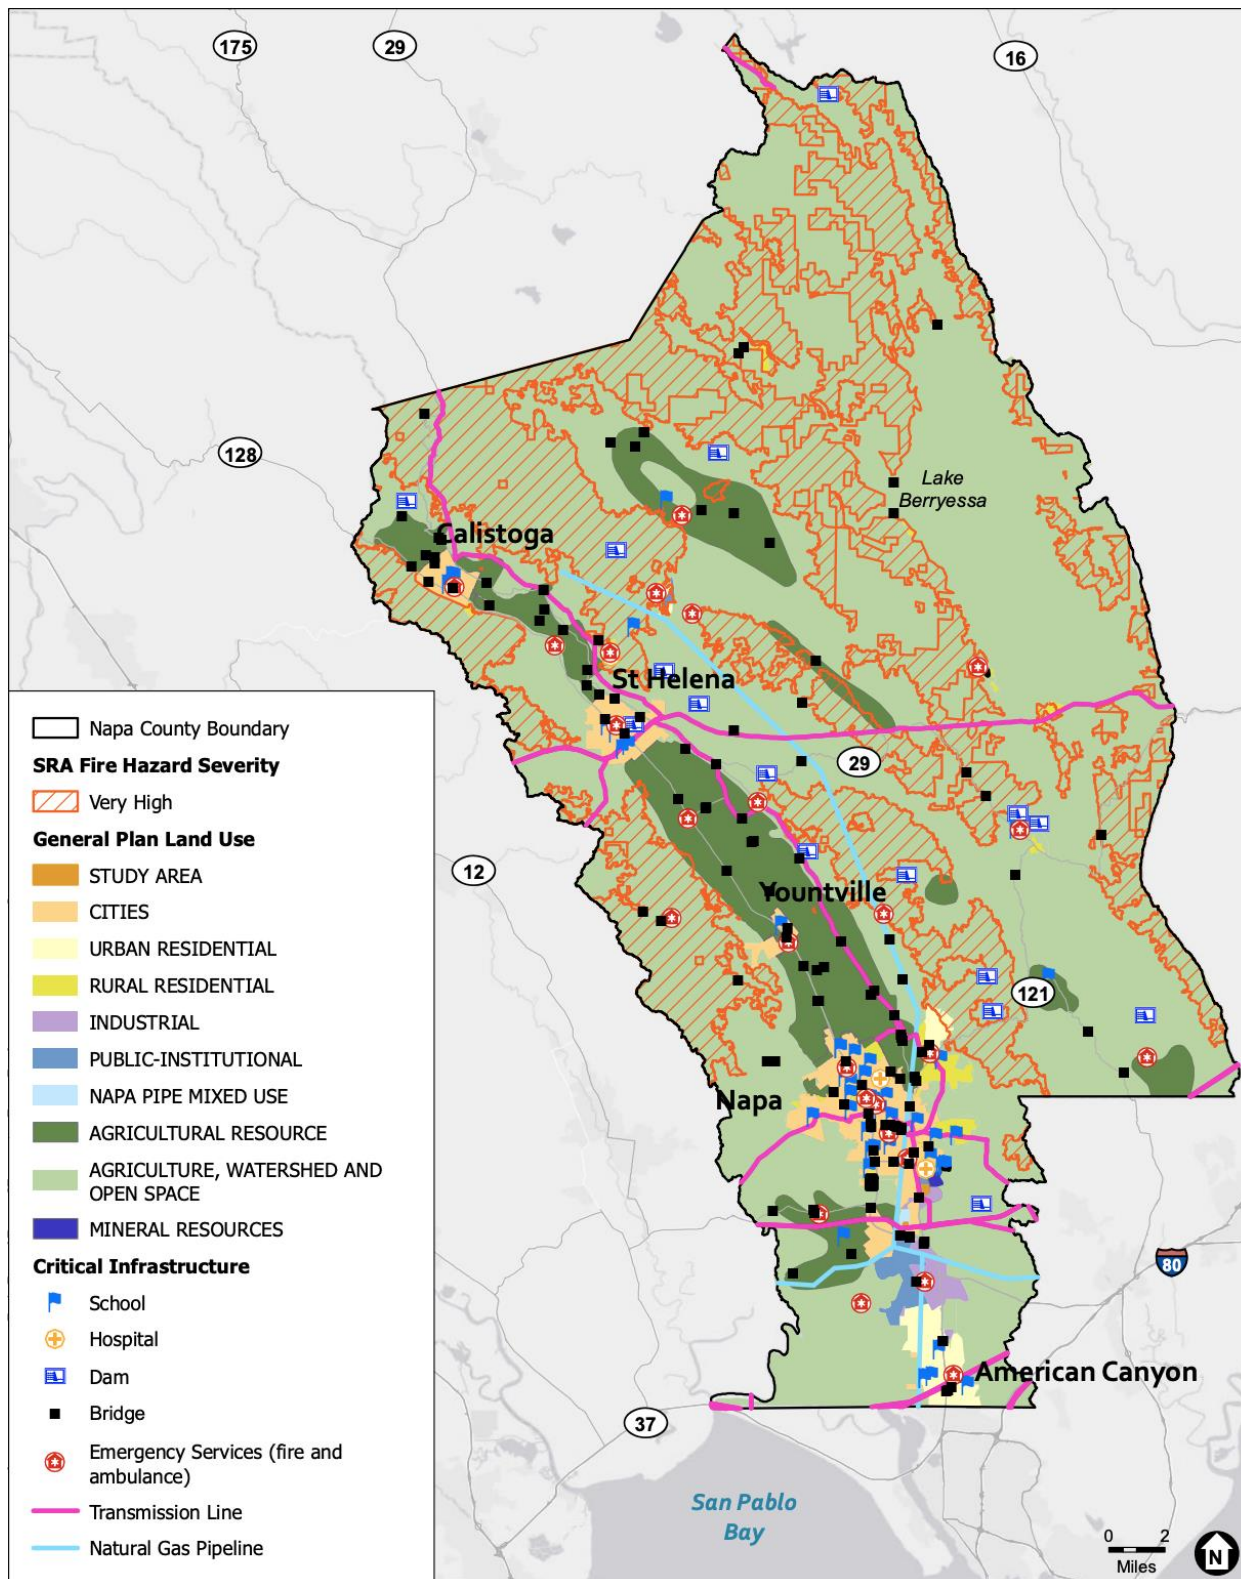 175
29
16
128
Lake
Berryessa
Calistoga
St Helena
29
12
Yountville
121
Napa
80
American Canyon
37
San Pablo
Bay
Napa County Boundary
SRA Fire Hazard Severity
Very High
General Plan Land Use
STUDY AREA
CITIES
URBAN RESIDENTIAL
RURAL RESIDENTIAL
INDUSTRIAL
PUBLIC-INSTITUTIONAL
NAPA PIPE MIXED USE
AGRICULTURAL RESOURCE
AGRICULTURE, WATERSHED AND
OPEN SPACE
MINERAL RESOURCES
Critical Infrastructure
School
Hospital
Dam
Bridge
Emergency Services (fire and
ambulance)
Transmission Line
Natural Gas Pipeline
0 2
Miles
N